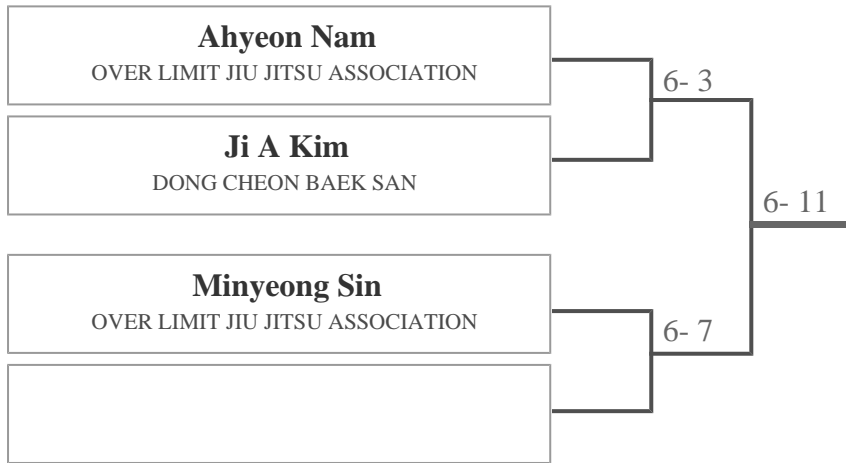 Ahyeon Nam
OVER LIMIT JIU JITSU ASSOCIATION
6- 3
Ji A Kim
DONG CHEON BAEK SAN
6- 11
Minyeong Sin
OVER LIMIT JIU JITSU ASSOCIATION
6- 7